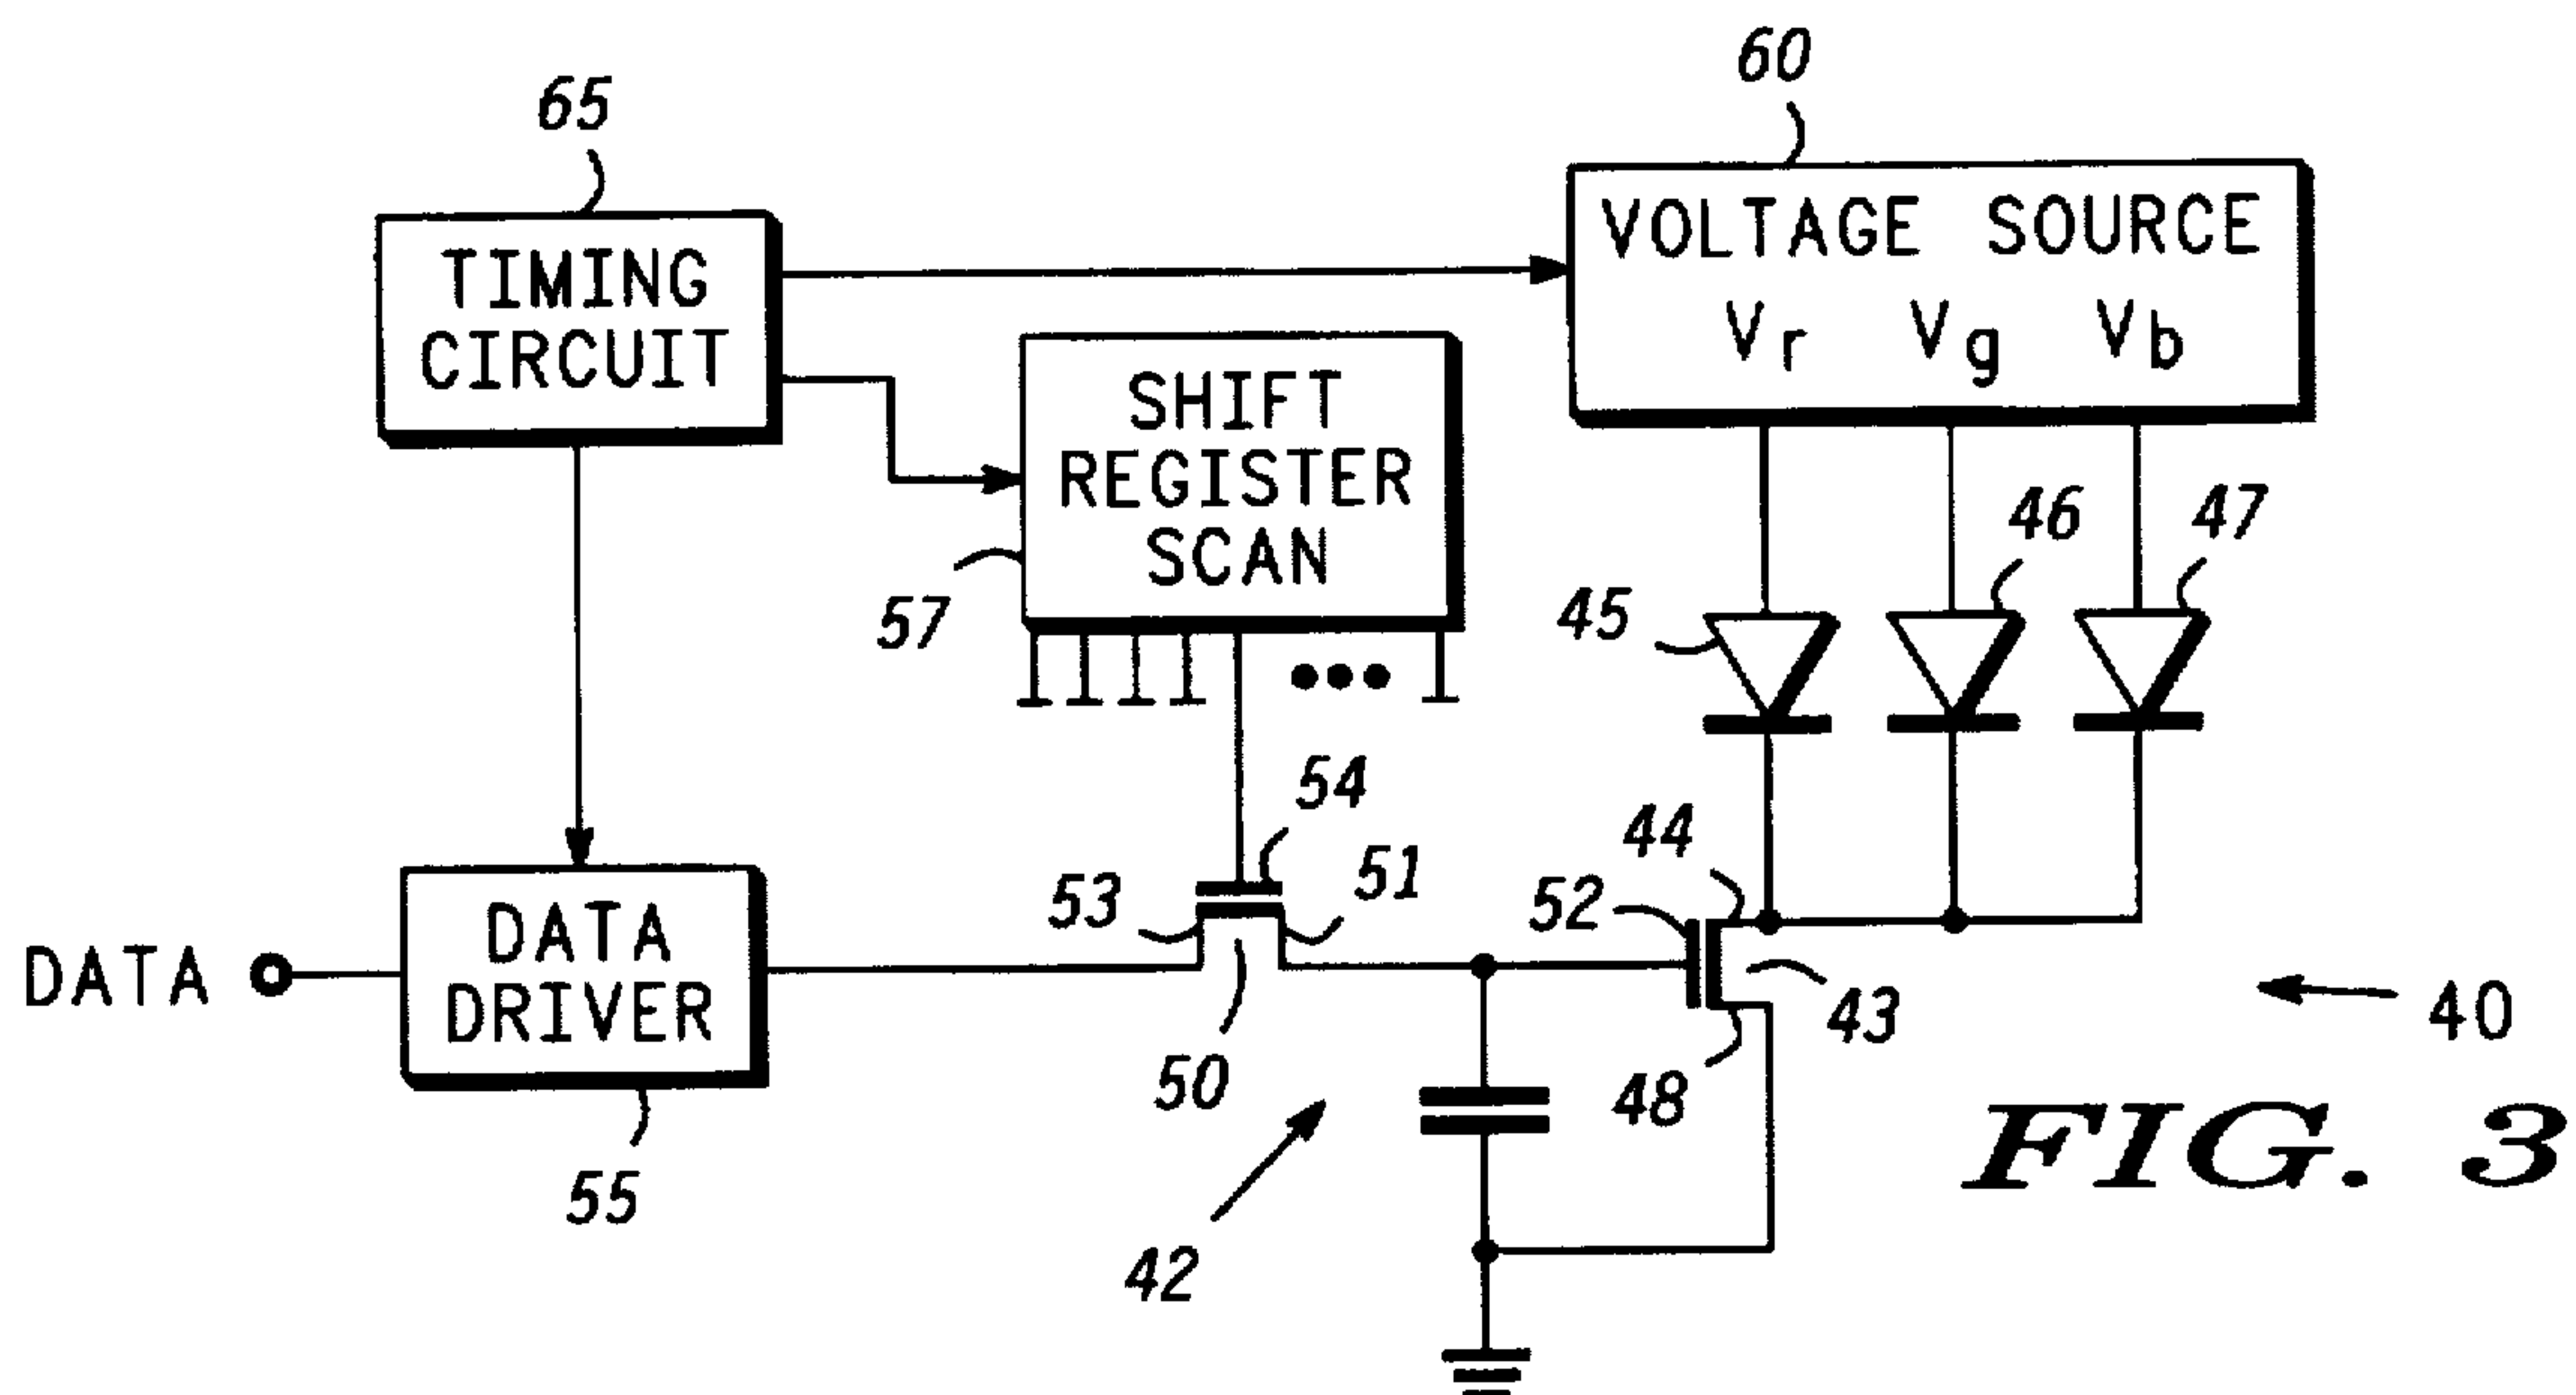 60
65
VOLTAGE SOURCE
Vr Vg Vb
TIMING
CIRCUIT
SHIFT
REGISTER
SCAN
57
45
46
47
54
44
53
51
52
DATA
DATA
DRIVER
50
43
48
40
42
55
FIG. 3